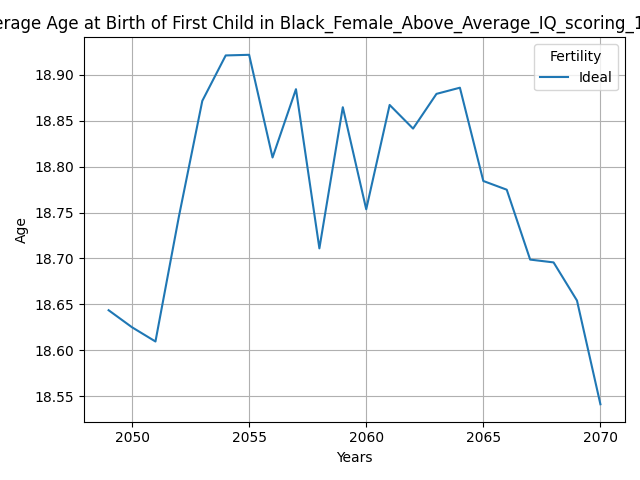 erage Age at Birth of First Child in Black_Female_Above_Average_IQ_scoring_1
Fertility
Ideal
18.90
18.85
18.80
18.75
18.70
18.65
18.60
18.55
Age
2050 2055 2060 2065 2070
Years